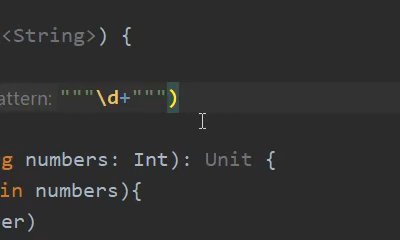 <String>) {
attern: """\d+""")
g numbers: Int): Unit {
in numbers){
er)